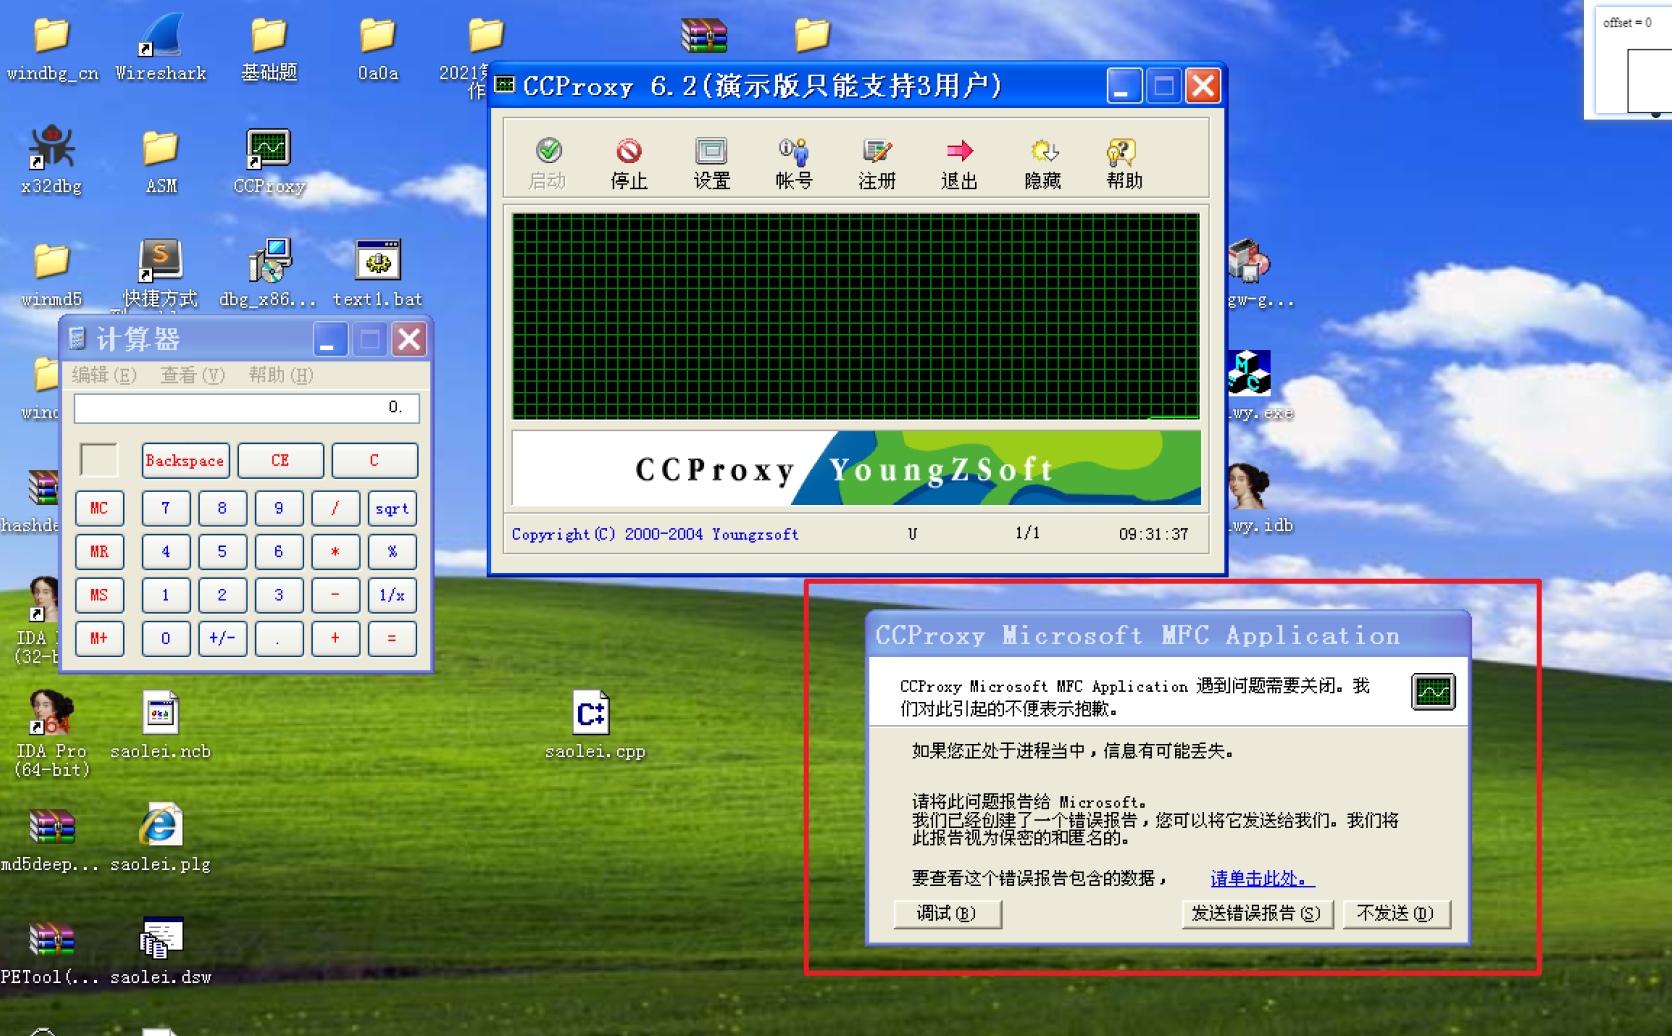 offset = 0
windbg_cn
Wireshark
基础题
0a0a
2021
作
CCProxy 6.2(演示版只能支持3用户)
启动
停止
设置
帐号
注册
退出
隐藏
帮助
x32dbg
ASM
CCProxy
winmd5
快捷方式
dbg_x86...
text1.bat
gw-g...
计算器
编辑(E)
查看(V)
帮助(H)
0.
Backspace
CE
C
MC
7
8
9
/
sqrt
MR
4
5
6
*
%
MS
1
2
3
-
1/x
M+
0
+/-
.
+
=
CCProxy
YoungZSoft
Copyright(C) 2000-2004 Youngzsoft
U
1/1
09:31:37
wy.exe
wy.idb
hashde
IDA
(32-b
CCProxy Microsoft MFC Application
CCProxy Microsoft MFC Application 遇到问题需要关闭。我
们对此引起的不便表示抱歉。
如果您正处于进程当中，信息有可能丢失。
请将此问题报告给 Microsoft。
我们已经创建了一个错误报告，您可以将它发送给我们。我们将
此报告视为保密的和匿名的。
要查看这个错误报告包含的数据，
请单击此处。
调试(B)
发送错误报告(S)
不发送(D)
IDA Pro
(64-bit)
64
saolei.ncb
saolei.cpp
md5deep...
saolei.plg
PETool(...
saolei.dsw